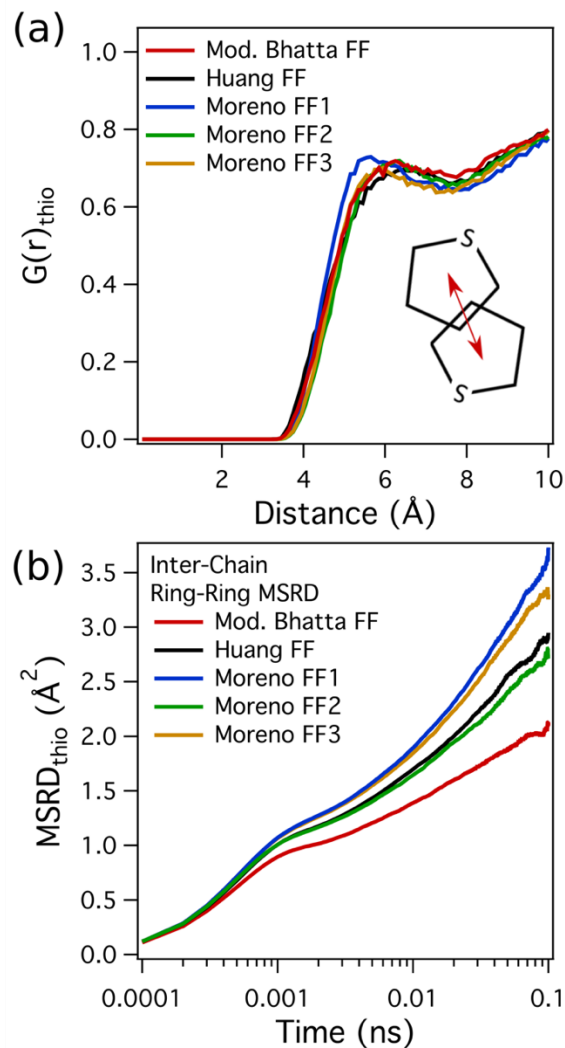 (a)
Mod. Bhatta FF
Huang FF
Moreno FF1
Moreno FF2
Moreno FF3
1.0
0.8
0.6
0.4
0.2
0.0
G(r)thio
S
S
2
4
6
8
10
Distance (Å)
(b)
Inter-Chain
Ring-Ring MSRD
Mod. Bhatta FF
Huang FF
Moreno FF1
Moreno FF2
Moreno FF3
3.5
3.0
2.5
2.0
1.5
1.0
0.5
0.0
MSRDthio (Å²)
0.0001
0.001
0.01
0.1
Time (ns)